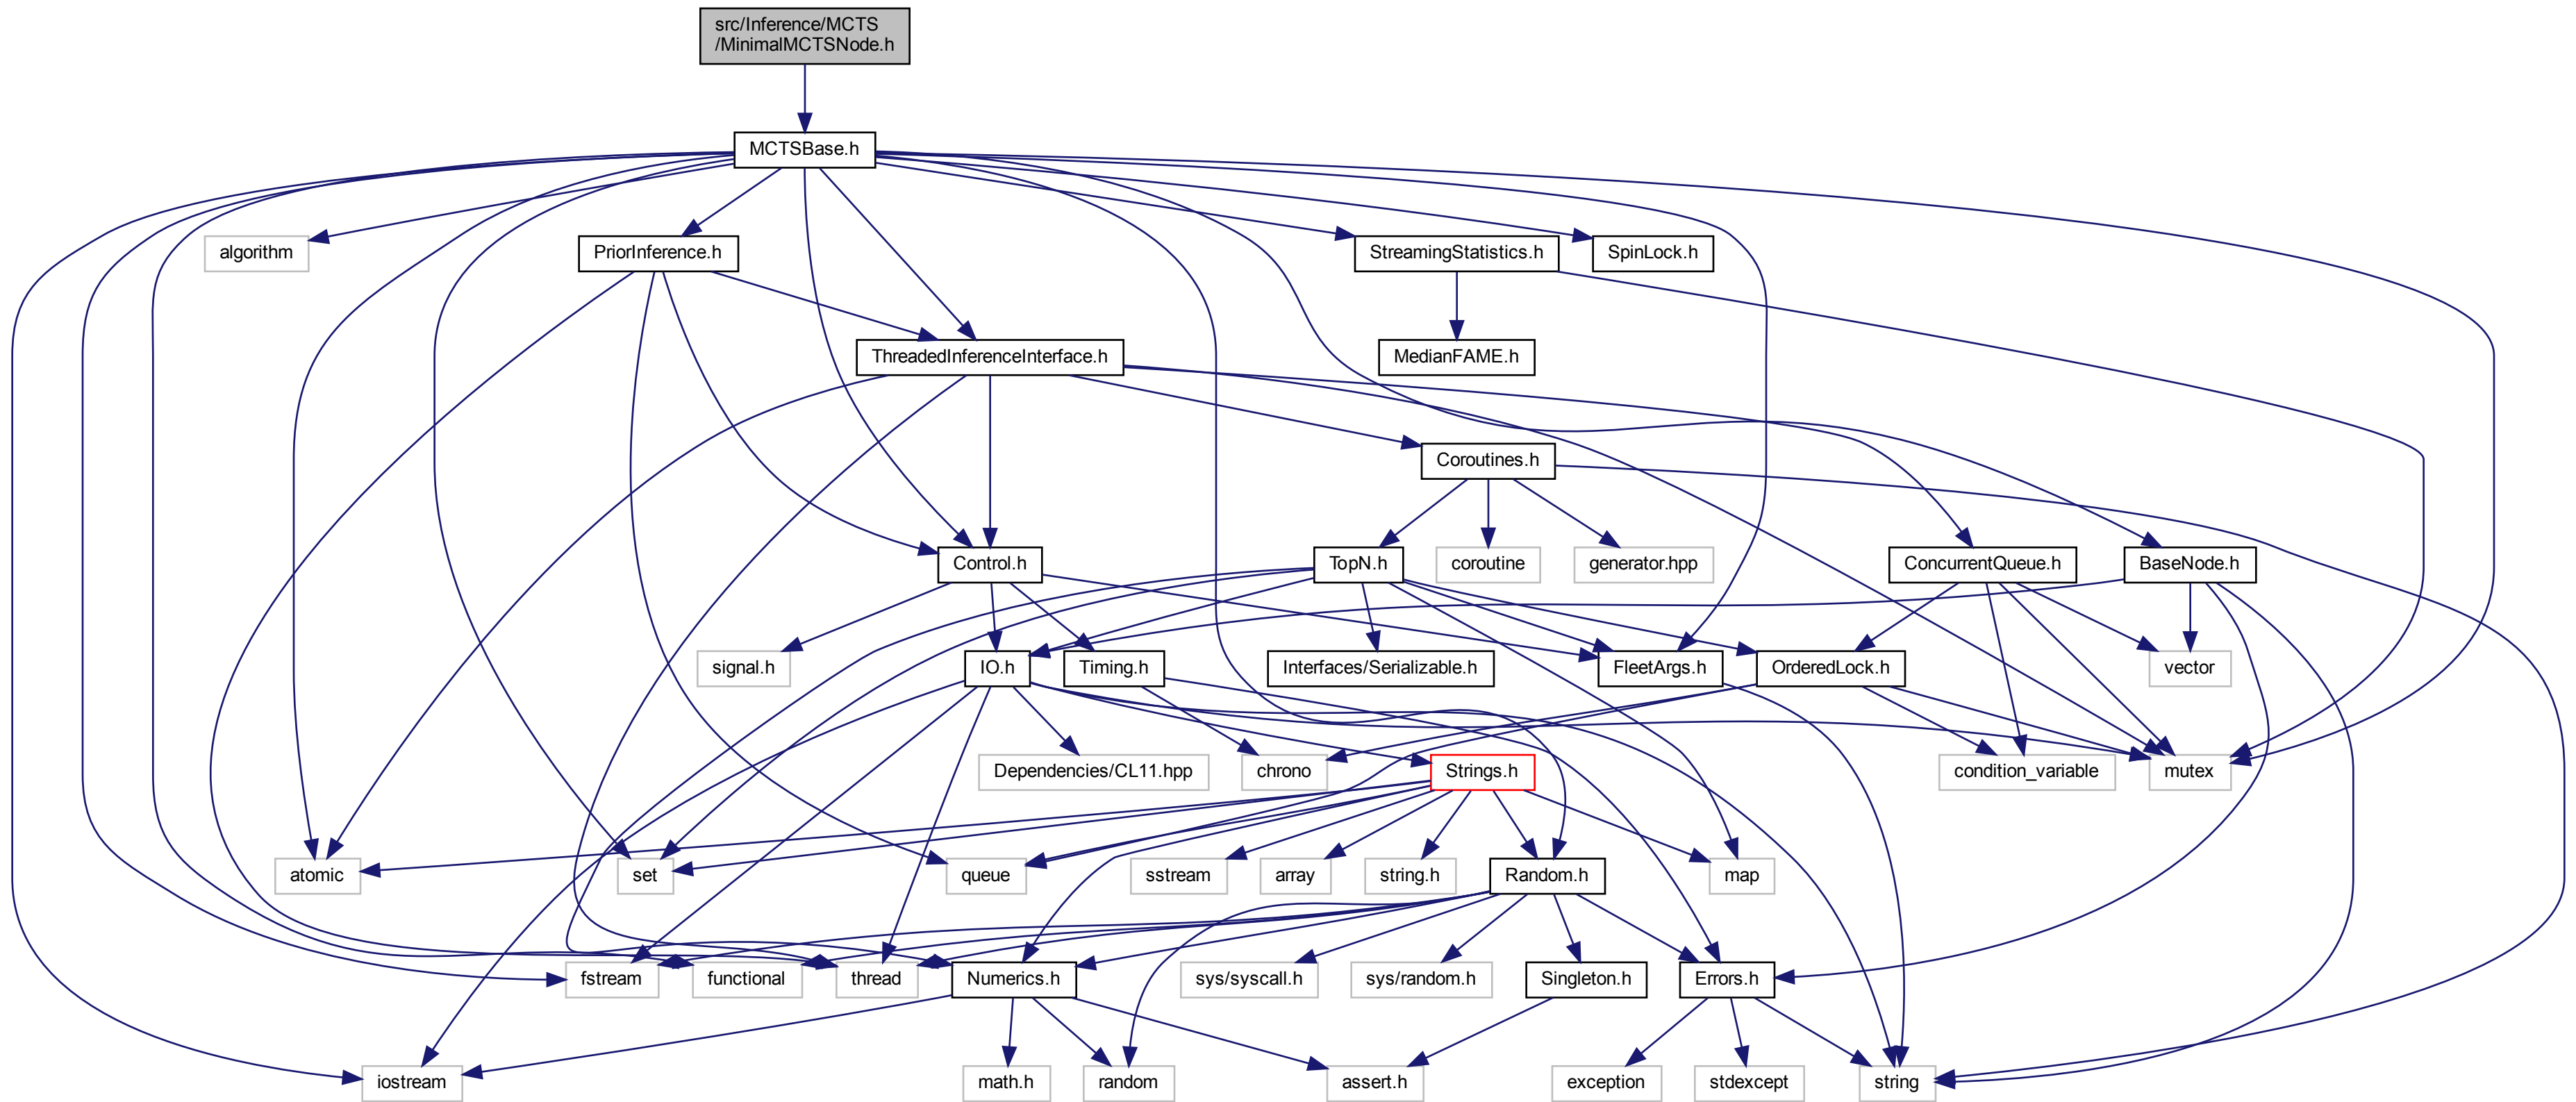 src/Inference/MCTS
/MinimalMCTSNode.h
MCTSBase.h
algorithm
PriorInference.h
StreamingStatistics.h
SpinLock.h
ThreadedInferenceInterface.h
MedianFAME.h
Coroutines.h
Control.h
TopN.h
coroutine
generator.hpp
ConcurrentQueue.h
BaseNode.h
signal.h
IO.h
Timing.h
Interfaces/Serializable.h
FleetArgs.h
OrderedLock.h
vector
Dependencies/CL11.hpp
chrono
Strings.h
condition_variable
mutex
atomic
set
queue
sstream
array
string.h
Random.h
map
fstream
functional
thread
Numerics.h
sys/syscall.h
sys/random.h
Singleton.h
Errors.h
iostream
math.h
random
assert.h
exception
stdexcept
string